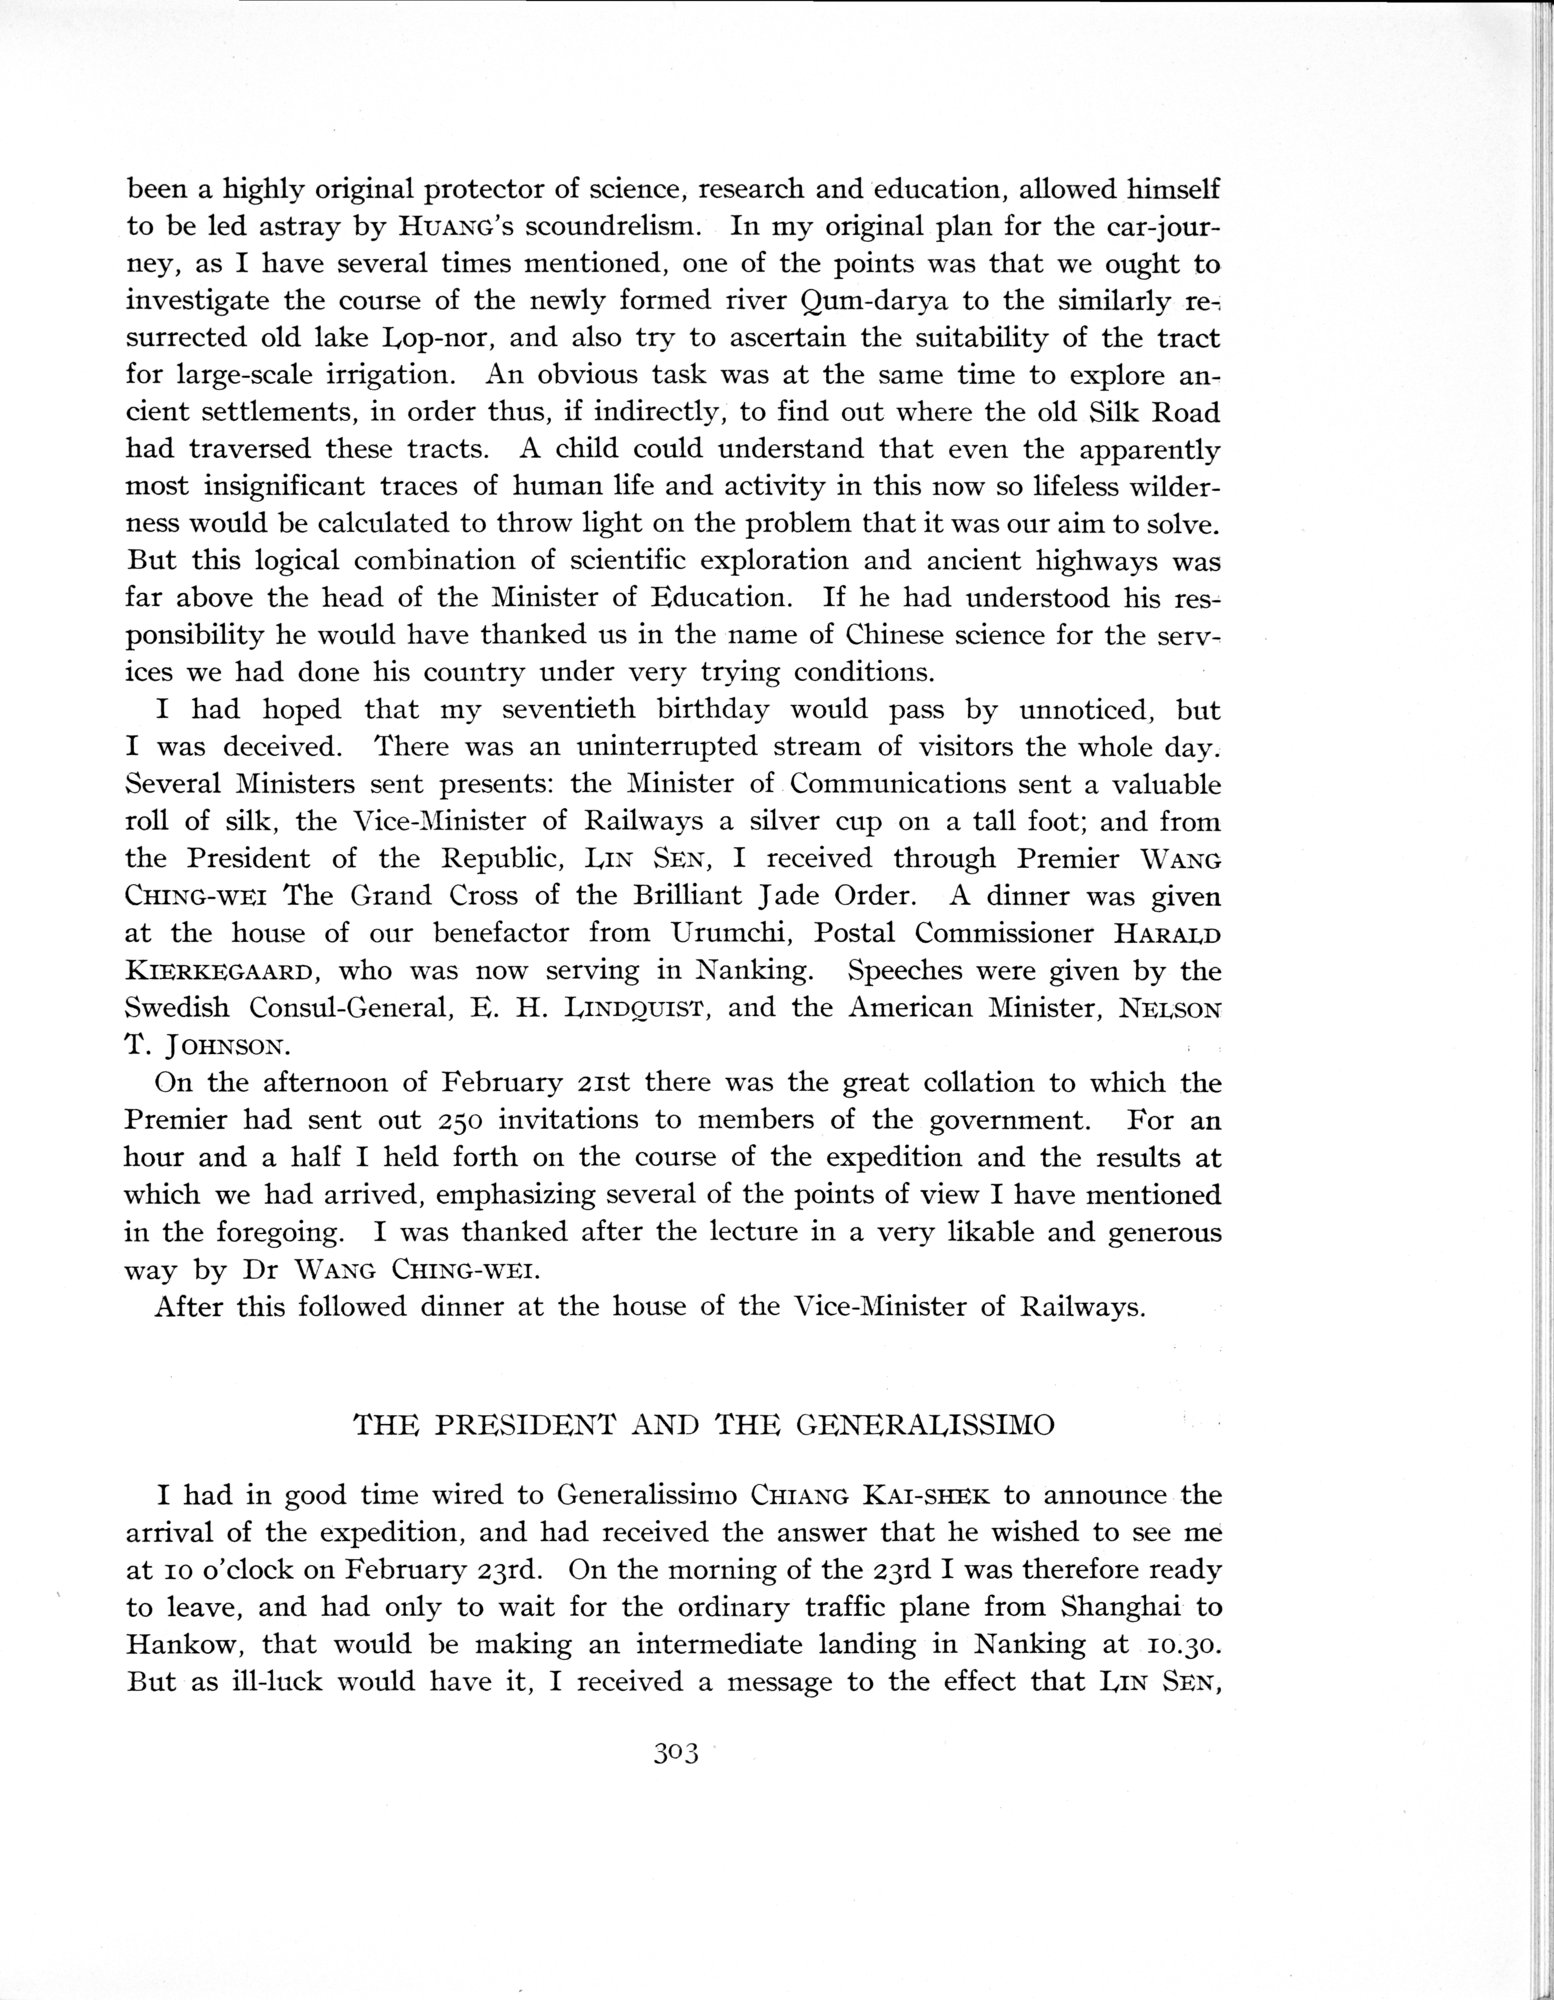 been a highly original protector of science, research and education, allowed himself
to be led astray by HUANG's scoundrelism. In my original plan for the car-jour-
ney, as I have several times mentioned, one of the points was that we ought to
investigate the course of the newly formed river Qum-darya to the similarly re-
surrected old lake Lop-nor, and also try to ascertain the suitability of the tract
for large-scale irrigation. An obvious task was at the same time to explore an-
cient settlements, in order thus, if indirectly, to find out where the old Silk Road
had traversed these tracts. A child could understand that even the apparently
most insignificant traces of human life and activity in this now so lifeless wilder-
ness would be calculated to throw light on the problem that it was our aim to solve.
But this logical combination of scientific exploration and ancient highways was
far above the head of the Minister of Education. If he had understood his res-
ponsibility he would have thanked us in the name of Chinese science for the serv-
ices we had done his country under very trying conditions.
I had hoped that my seventieth birthday would pass by unnoticed, but
I was deceived. There was an uninterrupted stream of visitors the whole day.
Several Ministers sent presents: the Minister of Communications sent a valuable
roll of silk, the Vice-Minister of Railways a silver cup on a tall foot; and from
the President of the Republic, LIN SEN, I received through Premier WANG
CHING-WEI The Grand Cross of the Brilliant Jade Order. A dinner was given
at the house of our benefactor from Urumchi, Postal Commissioner HARALD
KIERKEGAARD, who was now serving in Nanking. Speeches were given by the
Swedish Consul-General, E. H. LINDQUIST, and the American Minister, NELSON
T. JOHNSON.
On the afternoon of February 21st there was the great collation to which the
Premier had sent out 250 invitations to members of the government. For an
hour and a half I held forth on the course of the expedition and the results at
which we had arrived, emphasizing several of the points of view I have mentioned
in the foregoing. I was thanked after the lecture in a very likable and generous
way by Dr WANG CHING-WEI.
After this followed dinner at the house of the Vice-Minister of Railways.
THE PRESIDENT AND THE GENERALISSIMO
I had in good time wired to Generalissimo CHIANG KAI-SHEK to announce the
arrival of the expedition, and had received the answer that he wished to see me
at 10 o'clock on February 23rd. On the morning of the 23rd I was therefore ready
to leave, and had only to wait for the ordinary traffic plane from Shanghai to
Hankow, that would be making an intermediate landing in Nanking at 10.30.
But as ill-luck would have it, I received a message to the effect that LIN SEN,
303